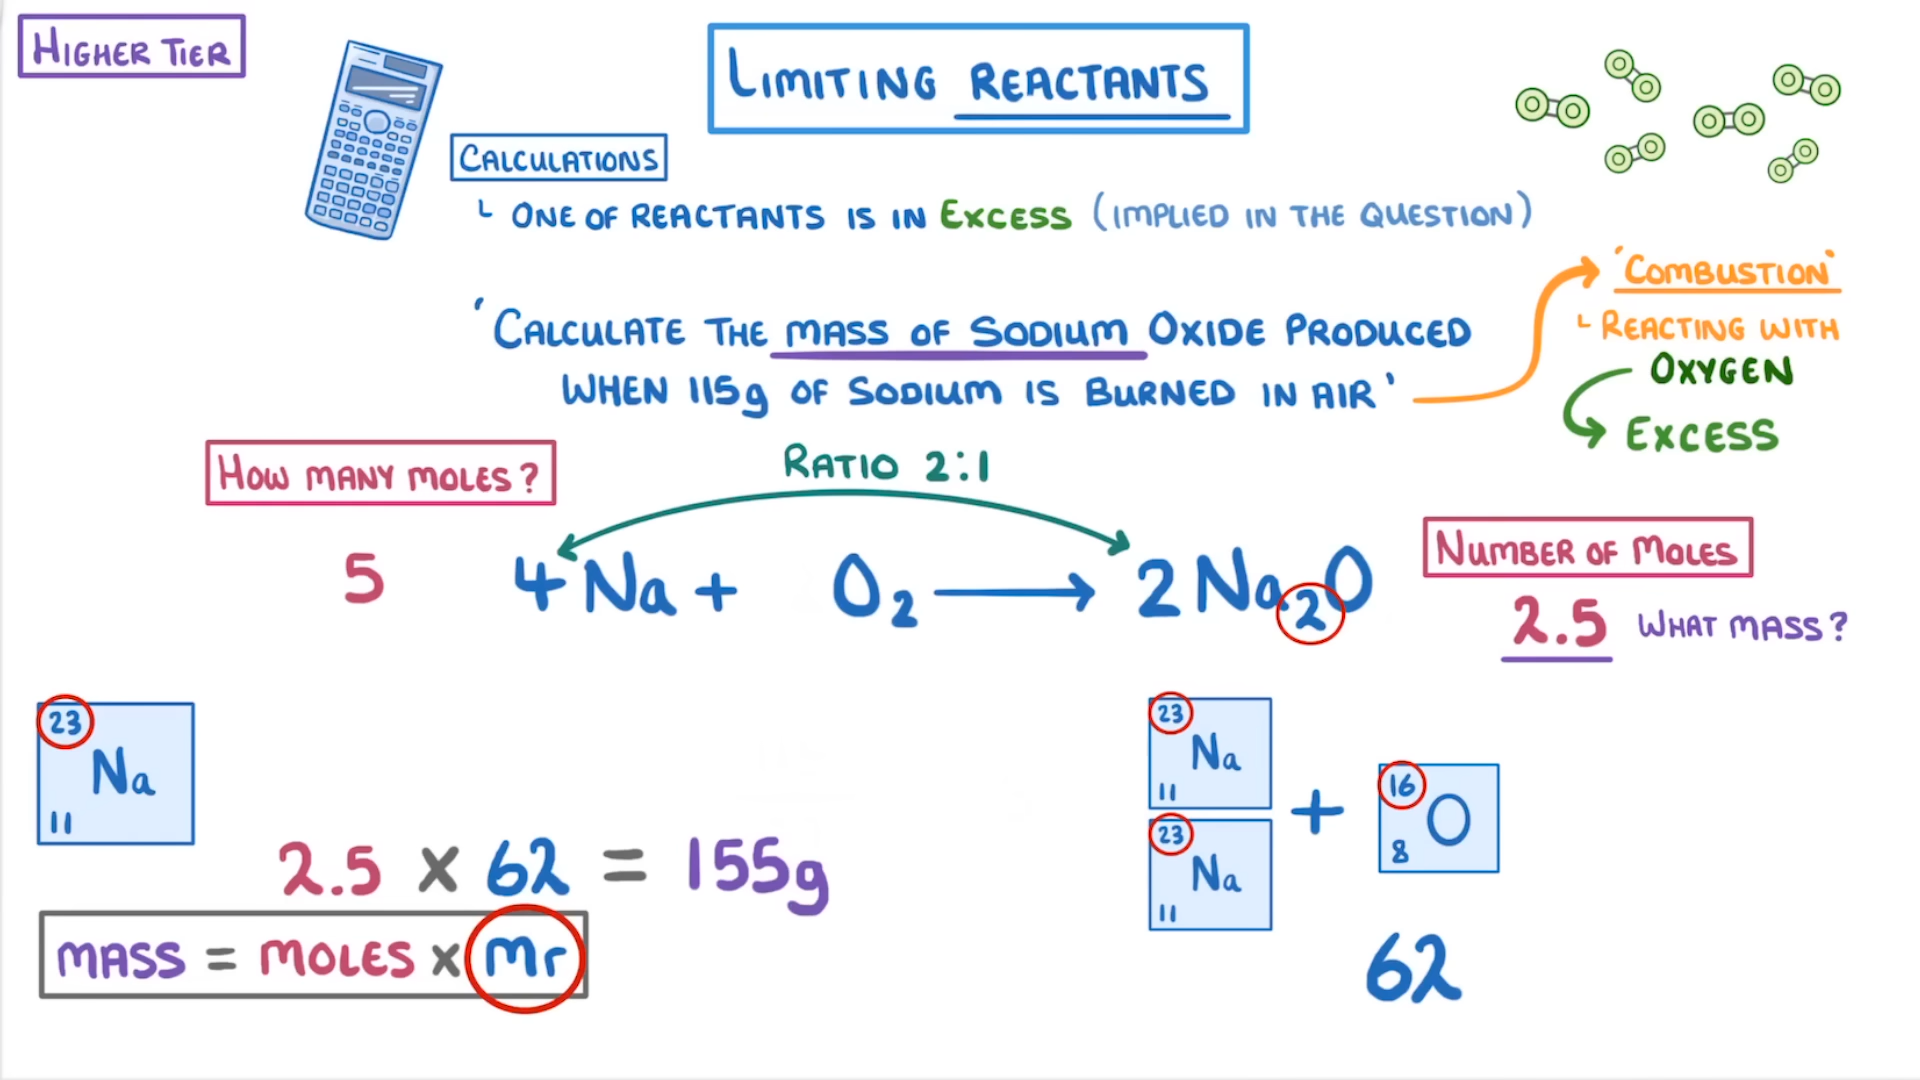 HIGHER TIER
LIMITING REACTANTS
CALCULATIONS
ONE OF REACTANTS IS IN EXCESS (IMPLIED IN THE QUESTION)
'COMBUSTION'
REACTING WITH
OXYGEN
EXCESS
'CALCULATE THE MASS OF SODIUM OXIDE PRODUCED
WHEN 115g OF SODIUM IS BURNED IN AIR'
HOW MANY MOLES?
RATIO 2:1
5
4Na + O₂ → 2Na₂O
NUMBER OF MOLES
2.5 WHAT MASS?
23
Na
11
23
Na
11
23
Na
11
+
16
O
8
62
2.5 x 62 = 155g
MASS = MOLES x Mr